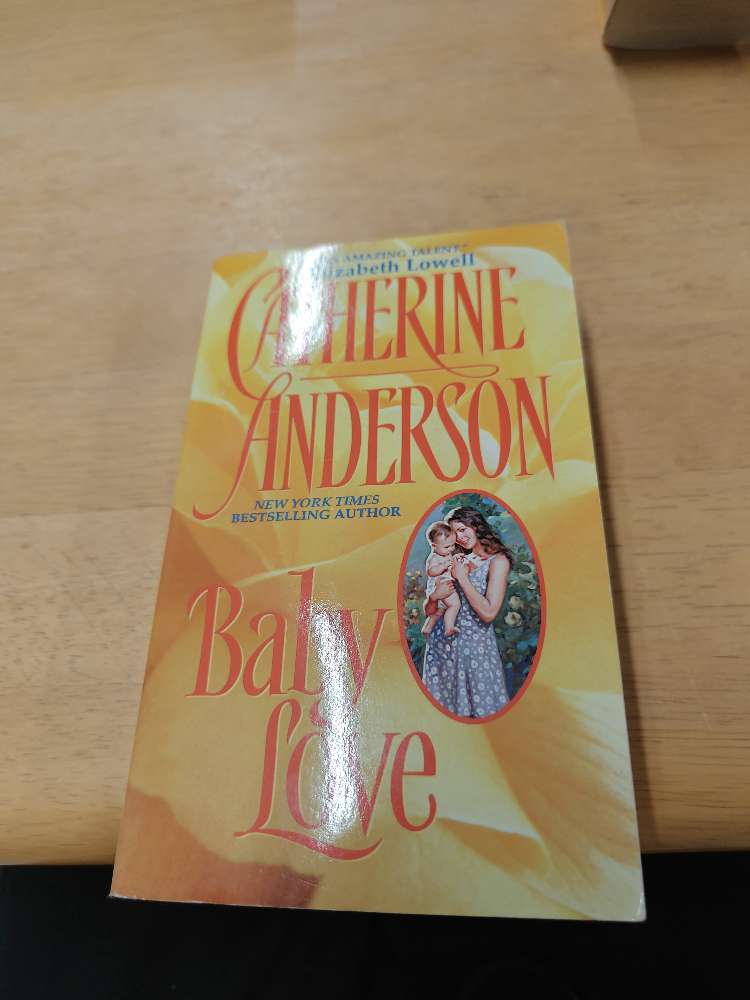 AMAZING TALENT."
Elizabeth Lowell
CATHERINE
ANDERSON
NEW YORK TIMES
BESTSELLING AUTHOR
Baby
Love